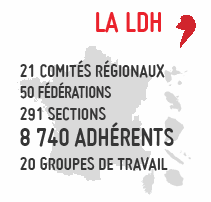 LA LDH
21 COMITÉS RÉGIONAUX
50 FÉDÉRATIONS
291 SECTIONS
8 740 ADHÉRENTS
20 GROUPES DE TRAVAIL